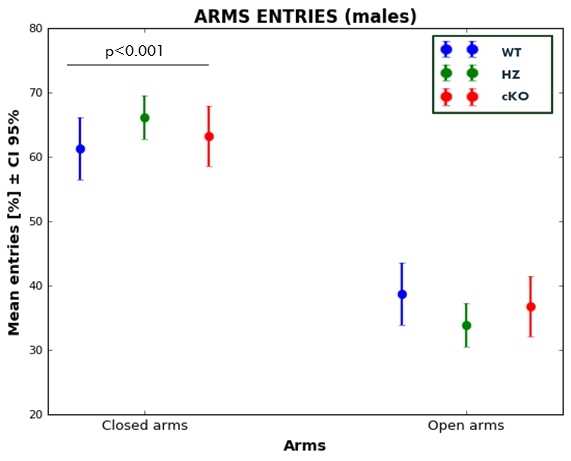 ARMS ENTRIES (males)
p<0.001
WT
HZ
cKO
Mean entries [%] ± CI 95%
80
70
60
50
40
30
20
Closed arms
Open arms
Arms